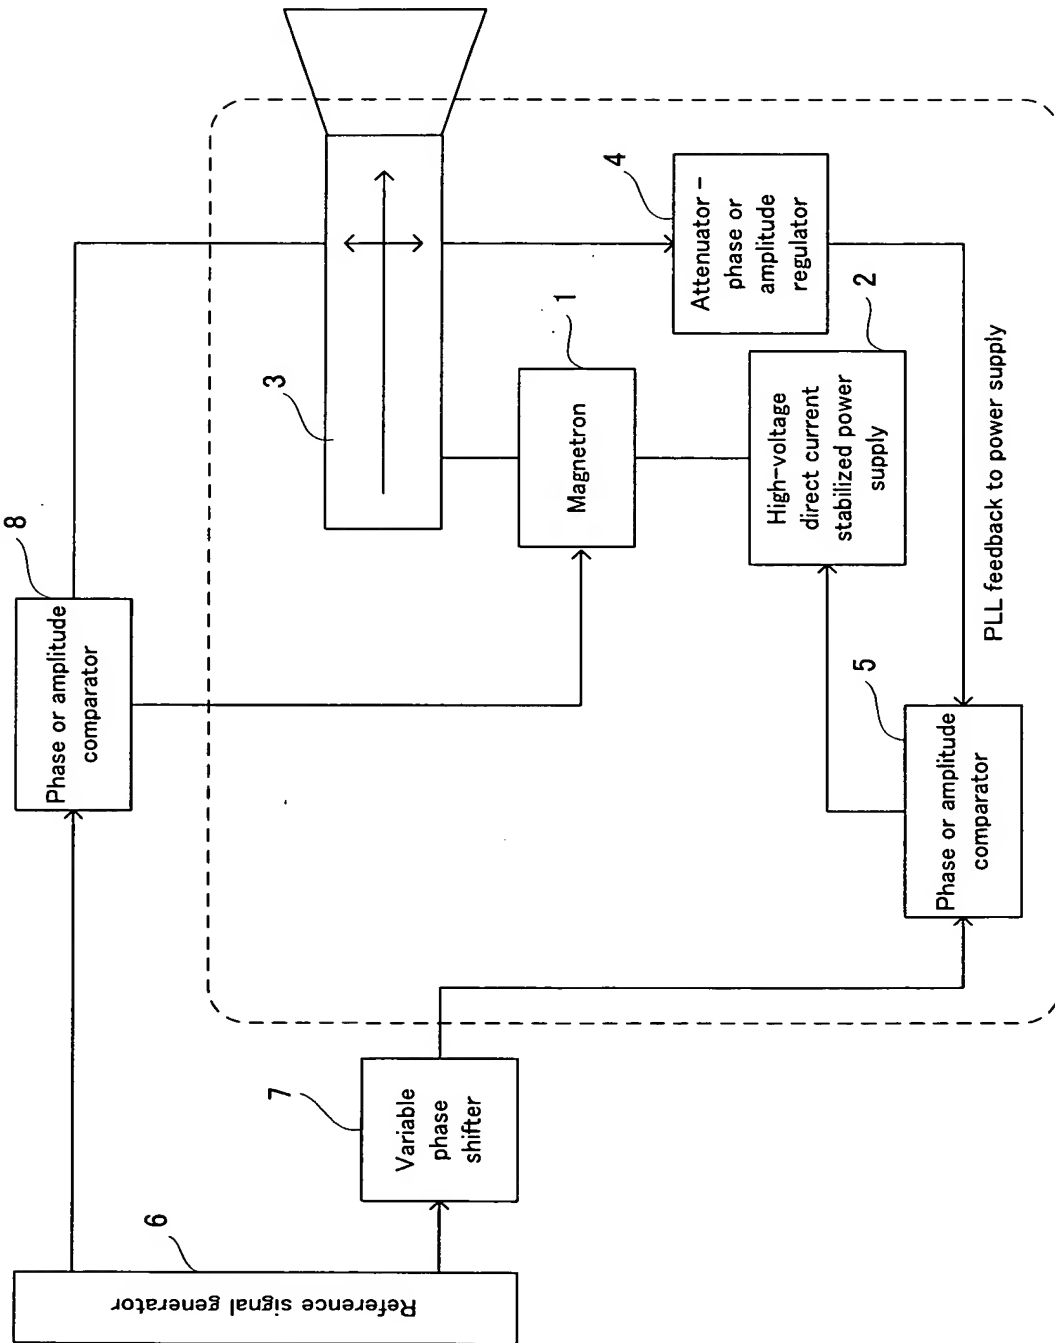 8
Phase or amplitude
comparator
3
4
Attenuator –
phase or
amplitude
regulator
1
Magnetron
2
High-voltage
direct current
stabilized power
supply
PLL feedback to power supply
5
Phase or amplitude
comparator
7
Variable
phase
shifter
6
Reference signal generator